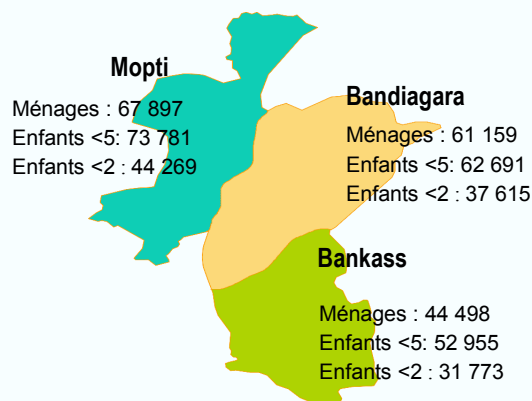 Mopti
Ménages : 67 897
Enfants <5: 73 781
Enfants <2 : 44 269
Bandiagara
Ménages : 61 159
Enfants <5: 62 691
Enfants <2 : 37 615
Bankass
Ménages : 44 498
Enfants <5: 52 955
Enfants <2 : 31 773